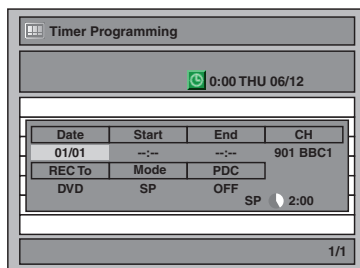 Timer Programming
0:00 THU 06/12
Date Start End CH
01/01 --:-- --:-- 901 BBC1
REC To Mode PDC
DVD SP OFF
SP 2:00
1/1